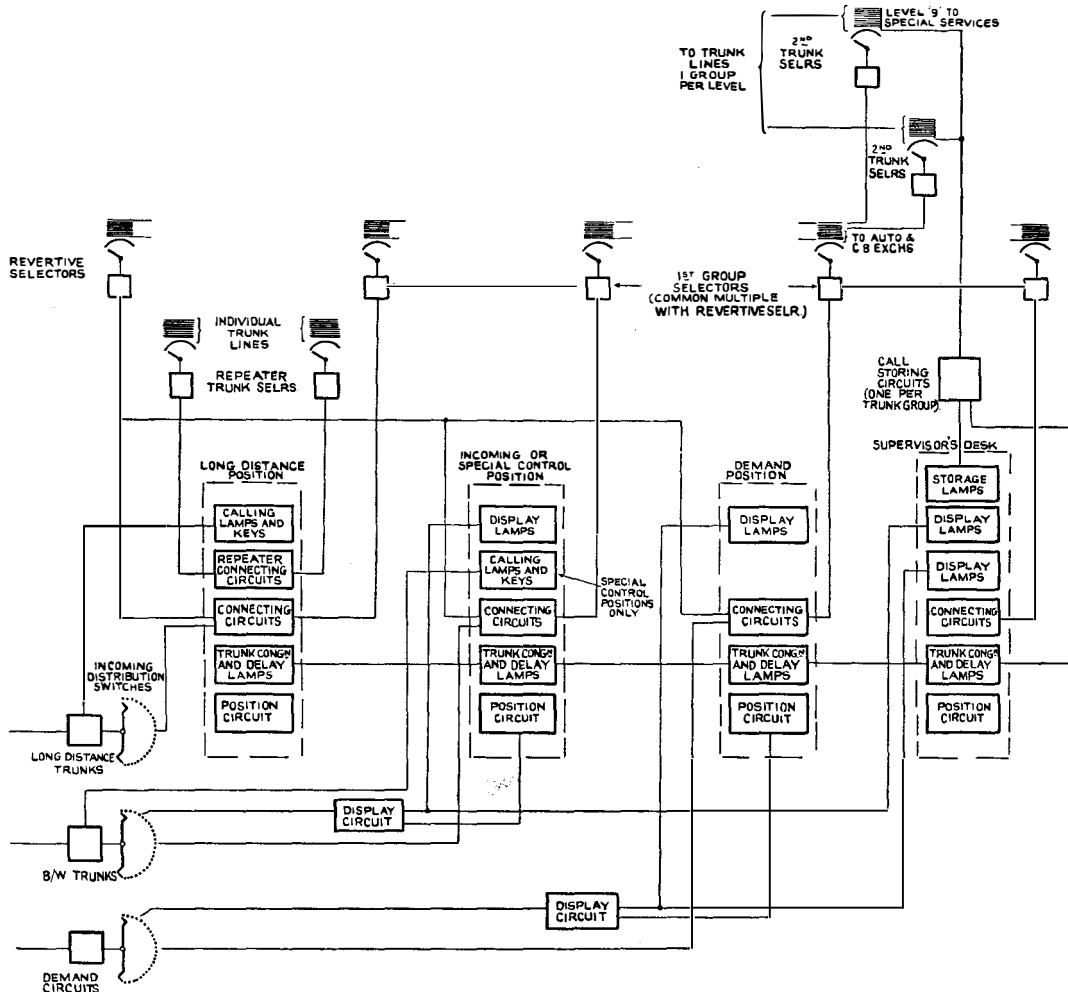 LEVEL '9' TO
SPECIAL SERVICES
2ND
TRUNK
SELRS
TO TRUNK
LINES
1 GROUP
PER LEVEL
2ND
TRUNK
SELRS
TO AUTO &
C B EXCHG
REVERTIVE
SELECTORS
1ST GROUP
SELECTORS
(COMMON MULTIPLE
WITH REVERTIVE SELR.)
INDIVIDUAL
TRUNK
LINES
REPEATER
TRUNK SELRS
CALL
STORING
CIRCUITS
(ONE PER
TRUNK GROUP).
LONG DISTANCE
POSITION
CALLING
LAMPS AND
KEYS
REPEATER
CONNECTING
CIRCUITS
CONNECTING
CIRCUITS
TRUNK CONGN
AND DELAY
LAMPS
POSITION
CIRCUIT
INCOMING OR
SPECIAL CONTROL
POSITION
DISPLAY
LAMPS
CALLING
LAMPS AND
KEYS
SPECIAL
CONTROL
POSITIONS
ONLY
CONNECTING
CIRCUITS
TRUNK CONGN
AND DELAY
LAMPS
POSITION
CIRCUIT
DEMAND
POSITION
DISPLAY
LAMPS
CONNECTING
CIRCUITS
TRUNK CONGN
AND DELAY
LAMPS
POSITION
CIRCUIT
SUPERVISOR'S DESK
STORAGE
LAMPS
DISPLAY
LAMPS
DISPLAY
LAMPS
CONNECTING
CIRCUITS
TRUNK CONGN
AND DELAY
LAMPS
POSITION
CIRCUIT
INCOMING
DISTRIBUTION
SWITCHES
LONG DISTANCE
TRUNKS
DISPLAY
CIRCUIT
B/W TRUNKS
DISPLAY
CIRCUIT
DEMAND
CIRCUITS